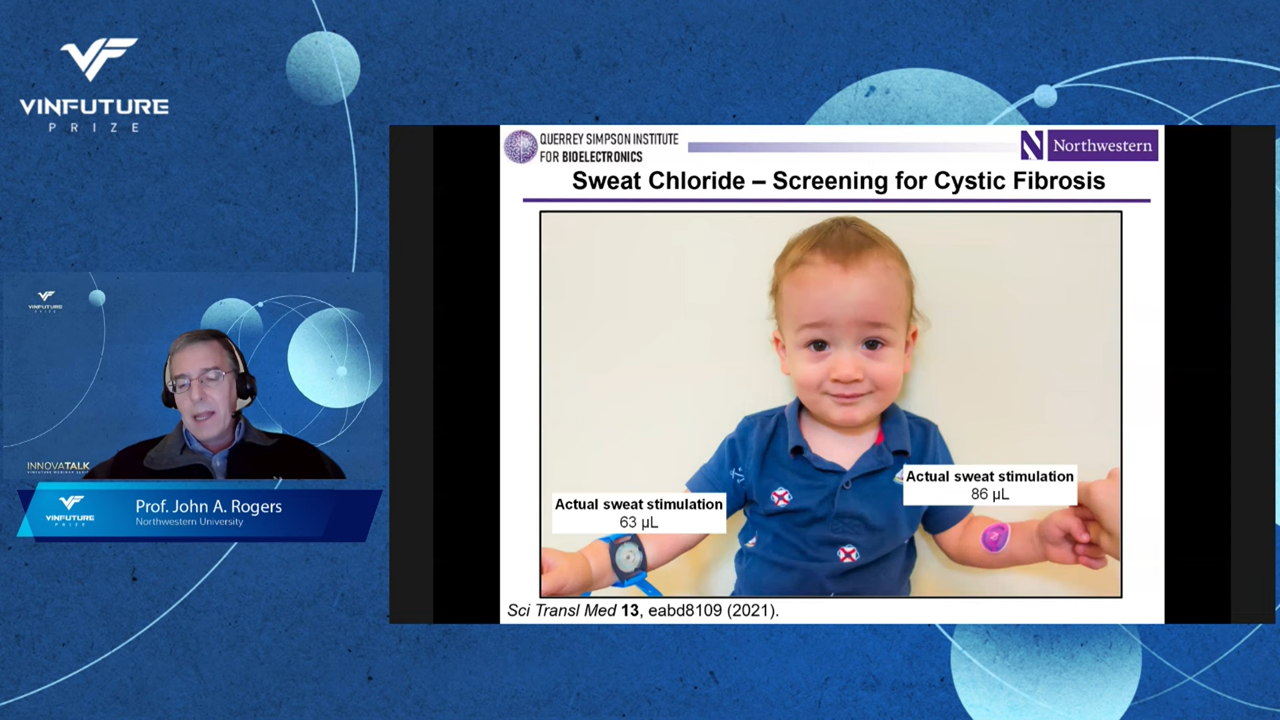 VINFUTURE
PRIZE
QUERREY SIMPSON INSTITUTE
FOR BIOELECTRONICS
Northwestern
Sweat Chloride – Screening for Cystic Fibrosis
Actual sweat stimulation
86 µL
Actual sweat stimulation
63 µL
Sci Transl Med 13, eabd8109 (2021).
VINFUTURE
INNOVATALK
VINFUTURE
PRIZE
Prof. John A. Rogers
Northwestern University